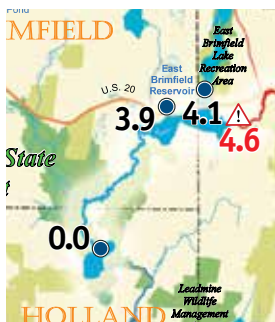 Pond
MFIELD
East
Brimfield
Lake
Recreation
Area
East
Brimfield
Reservoir
U.S. 20
3.9
4.1
4.6
State
0.0
Leadmine
Wildlife
Management
HOLLAND